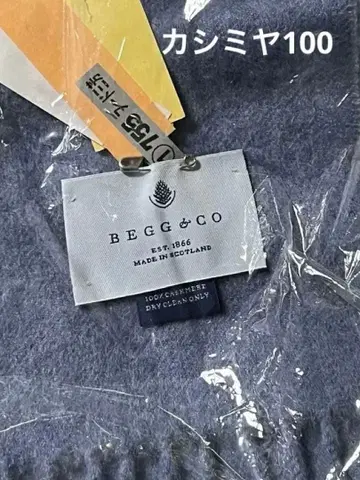 カシミヤ100
BEGG & CO
EST. 1866
MADE IN SCOTLAND
100% CASHMERE
DRY CLEAN ONLY